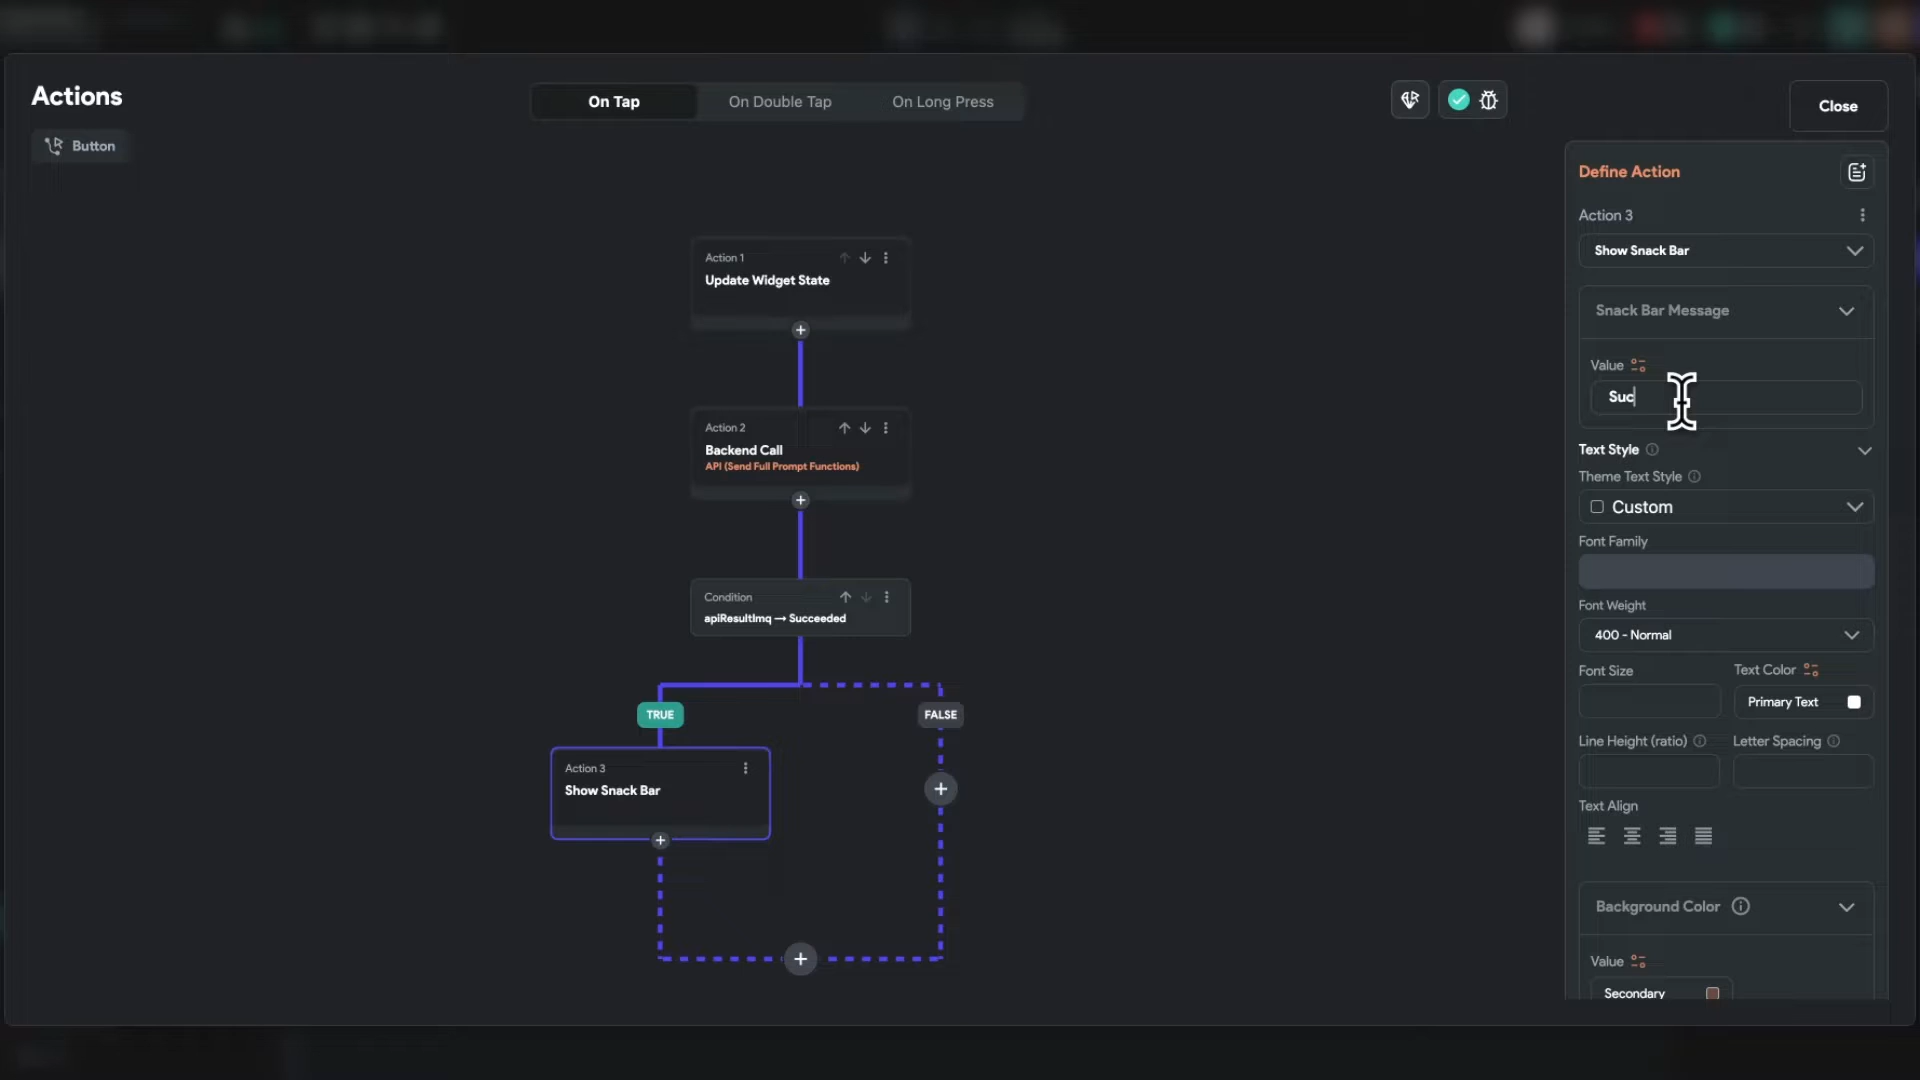 Actions
On Tap
On Double Tap
On Long Press
Close
Button
Define Action
Action 3
Show Snack Bar
Snack Bar Message
Value
Suc
Text Style
Theme Text Style
Custom
Font Family
Font Weight
400 - Normal
Font Size
Text Color
Primary Text
Line Height (ratio)
Letter Spacing
Text Align
Background Color
Value
Secondary
Action 1
Update Widget State
Action 2
Backend Call
API (Send Full Prompt Functions)
Condition
apiResultlmq → Succeeded
TRUE
FALSE
Action 3
Show Snack Bar